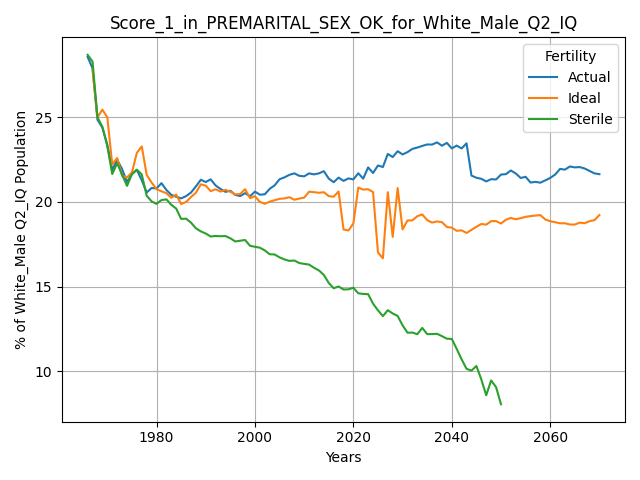 Score_1_in_PREMARITAL_SEX_OK_for_White_Male_Q2_IQ
Fertility
Actual
Ideal
Sterile
% of White_Male Q2_IQ Population
25
20
15
10
1980
2000
2020
2040
2060
Years